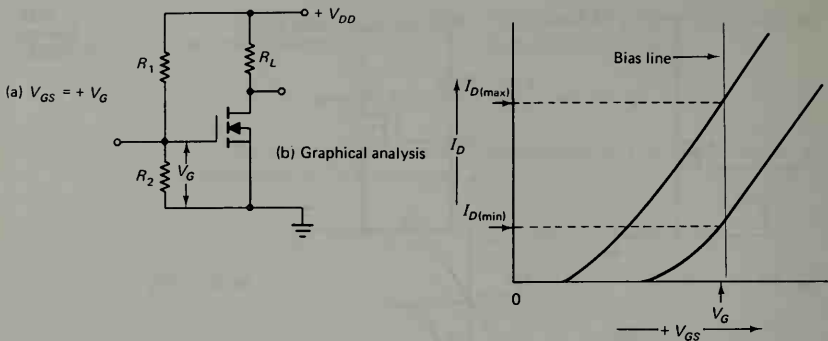 + V_DD
R_1
R_L
(a) V_GS = + V_G
V_G
R_2
(b) Graphical analysis
Bias line
I_D(max)
I_D
I_D(min)
0
V_G
+ V_GS